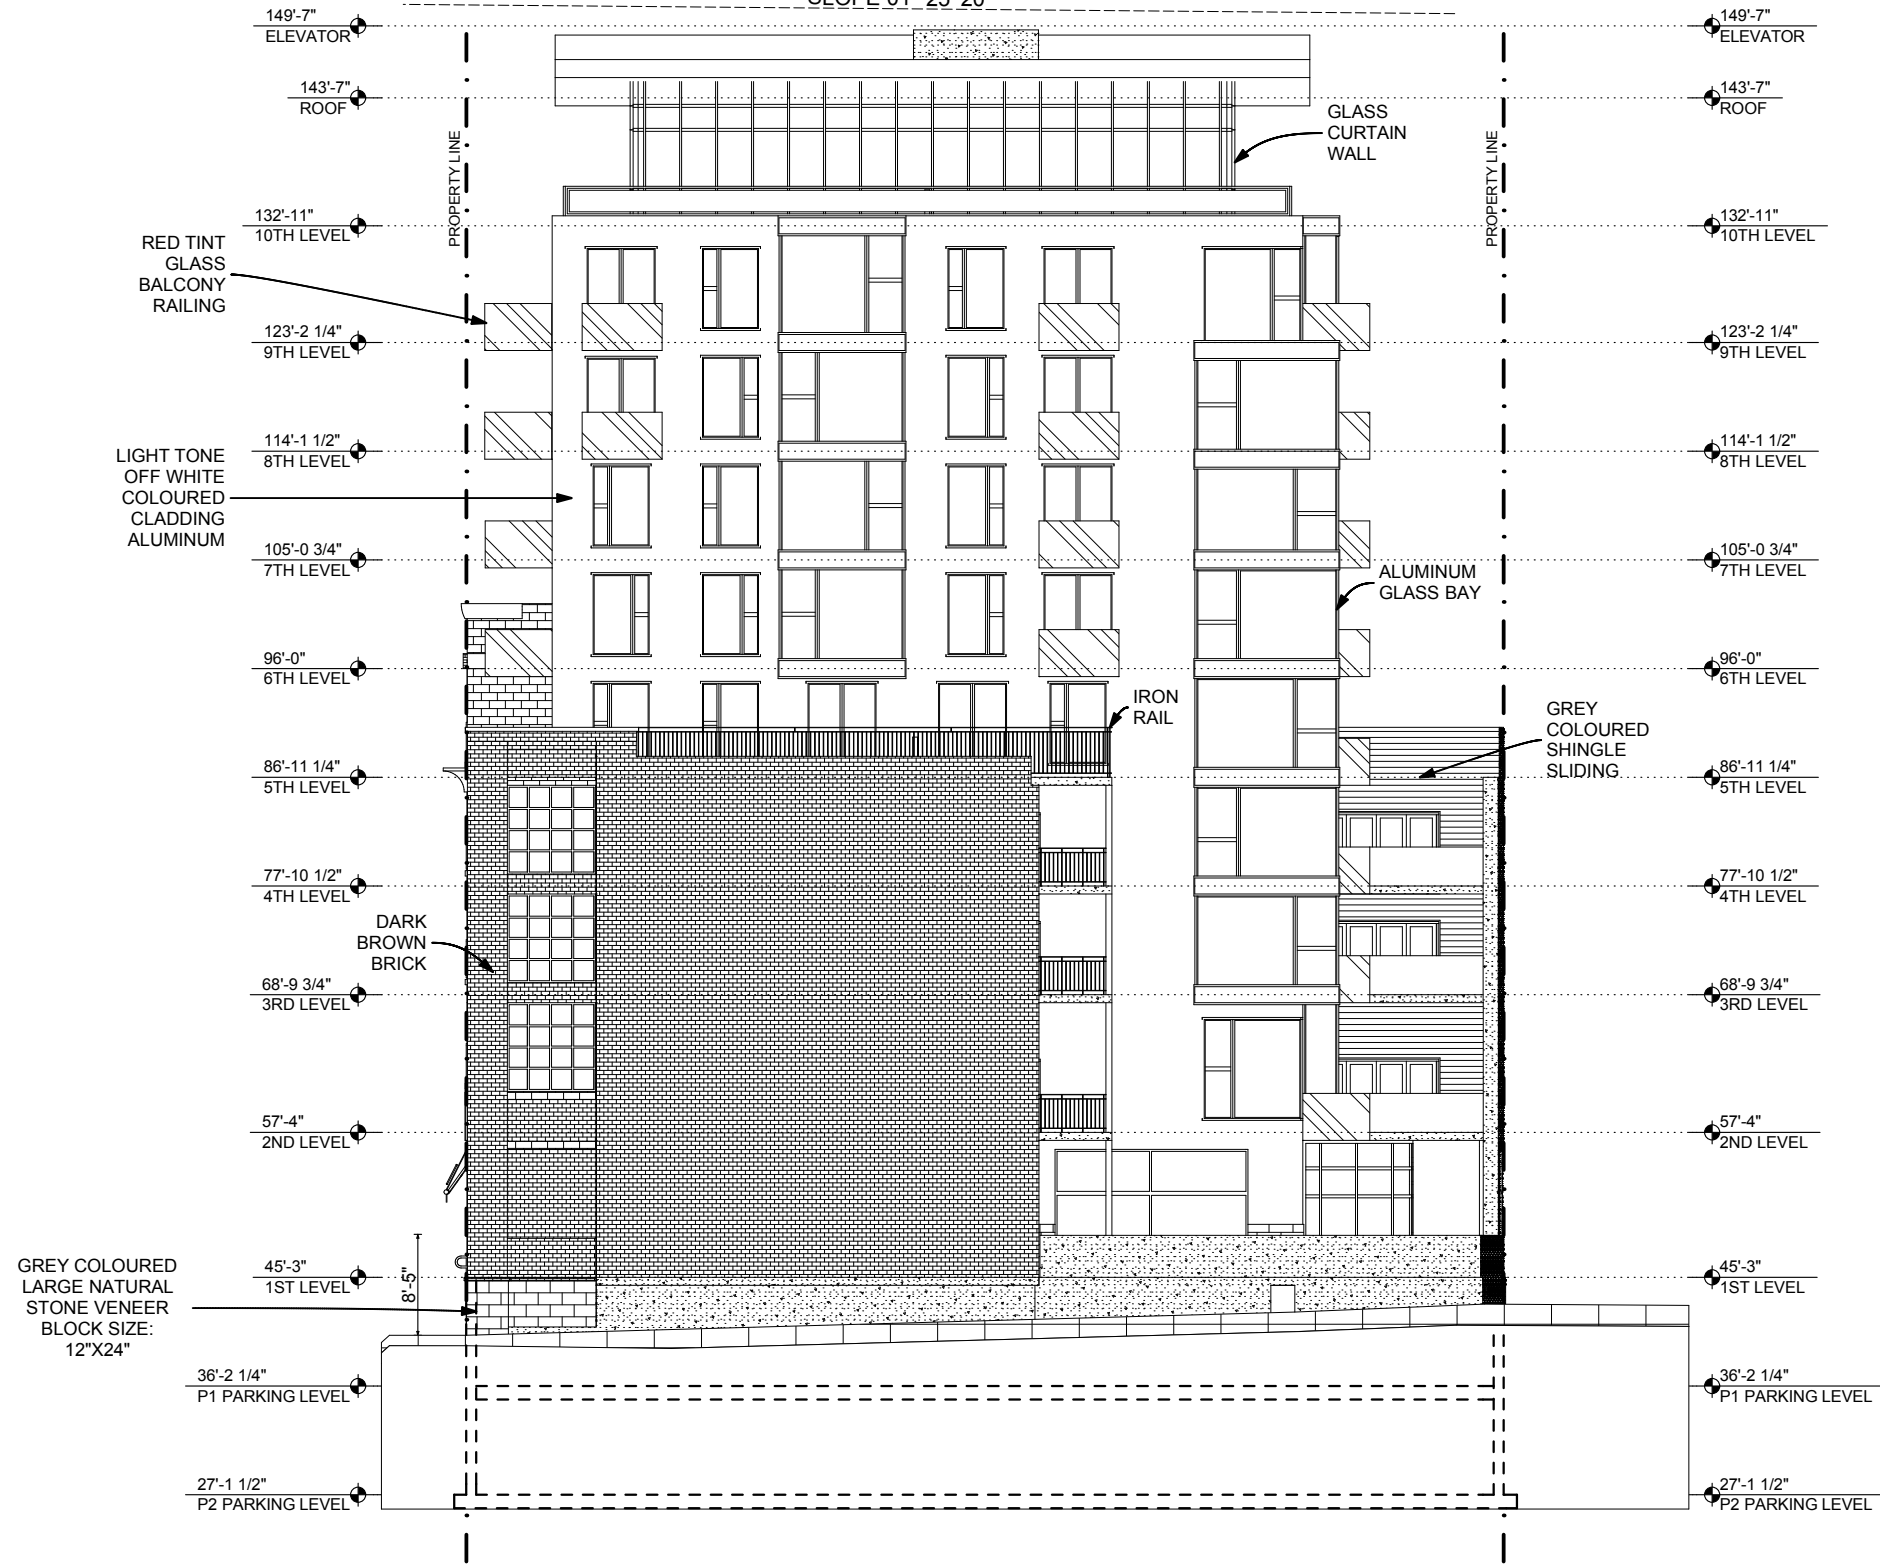 149'-7"
ELEVATOR
149'-7"
ELEVATOR
143'-7"
ROOF
143'-7"
ROOF
GLASS
CURTAIN
WALL
PROPERTY LINE
PROPERTY LINE
132'-11"
10TH LEVEL
132'-11"
10TH LEVEL
RED TINT
GLASS
BALCONY
RAILING
123'-2 1/4"
9TH LEVEL
123'-2 1/4"
9TH LEVEL
114'-1 1/2"
8TH LEVEL
114'-1 1/2"
8TH LEVEL
LIGHT TONE
OFF WHITE
COLOURED
CLADDING
ALUMINUM
105'-0 3/4"
7TH LEVEL
105'-0 3/4"
7TH LEVEL
ALUMINUM
GLASS BAY
96'-0"
6TH LEVEL
96'-0"
6TH LEVEL
IRON
RAIL
GREY
COLOURED
SHINGLE
SLIDING
86'-11 1/4"
5TH LEVEL
86'-11 1/4"
5TH LEVEL
77'-10 1/2"
4TH LEVEL
77'-10 1/2"
4TH LEVEL
DARK
BROWN
BRICK
68'-9 3/4"
3RD LEVEL
68'-9 3/4"
3RD LEVEL
57'-4"
2ND LEVEL
57'-4"
2ND LEVEL
GREY COLOURED
LARGE NATURAL
STONE VENEER
BLOCK SIZE:
12"X24"
45'-3"
1ST LEVEL
8'-5"
45'-3"
1ST LEVEL
36'-2 1/4"
P1 PARKING LEVEL
36'-2 1/4"
P1 PARKING LEVEL
27'-1 1/2"
P2 PARKING LEVEL
27'-1 1/2"
P2 PARKING LEVEL